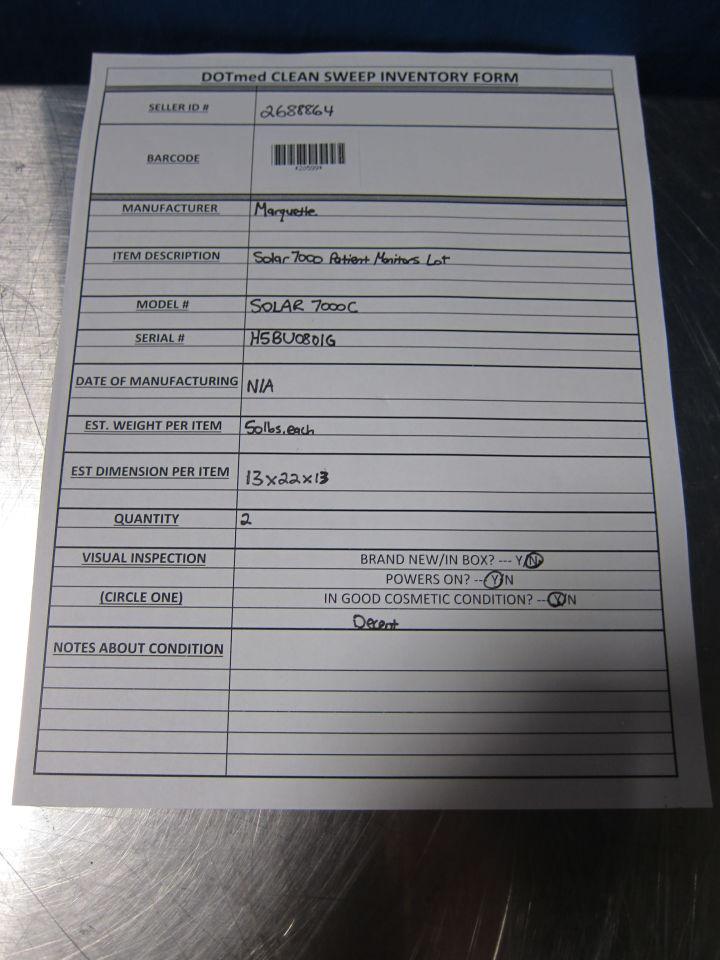 DOTmed CLEAN SWEEP INVENTORY FORM
SELLER ID # 2688864
BARCODE
MANUFACTURER Marquette.
ITEM DESCRIPTION Solar 7000 Patient Monitors Lot
MODEL # SOLAR 7000C
SERIAL # H5BU0801G
DATE OF MANUFACTURING N/A
EST. WEIGHT PER ITEM 50lbs.each
EST DIMENSION PER ITEM 13x22x13
QUANTITY 2
VISUAL INSPECTION BRAND NEW/IN BOX? --- Y/N
POWERS ON? --Y/N
(CIRCLE ONE) IN GOOD COSMETIC CONDITION? --Y/N
Decent
NOTES ABOUT CONDITION